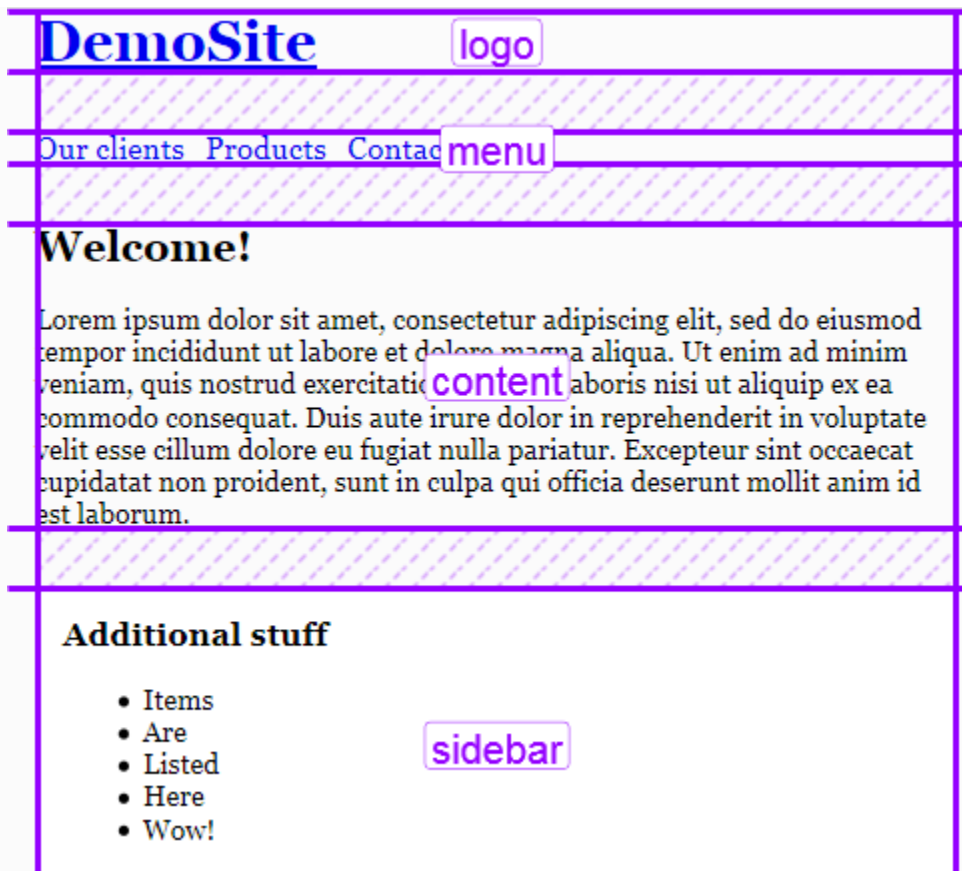 DemoSite
logo
Our clients Products Contac
menu
Welcome!
Lorem ipsum dolor sit amet, consectetur adipiscing elit, sed do eiusmod
tempor incididunt ut labore et dolore magna aliqua. Ut enim ad minim
veniam, quis nostrud exercitatio aboris nisi ut aliquip ex ea
content
commodo consequat. Duis aute irure dolor in reprehenderit in voluptate
velit esse cillum dolore eu fugiat nulla pariatur. Excepteur sint occaecat
cupidatat non proident, sunt in culpa qui officia deserunt mollit anim id
est laborum.
Additional stuff
Items
Are
Listed
Here
Wow!
sidebar